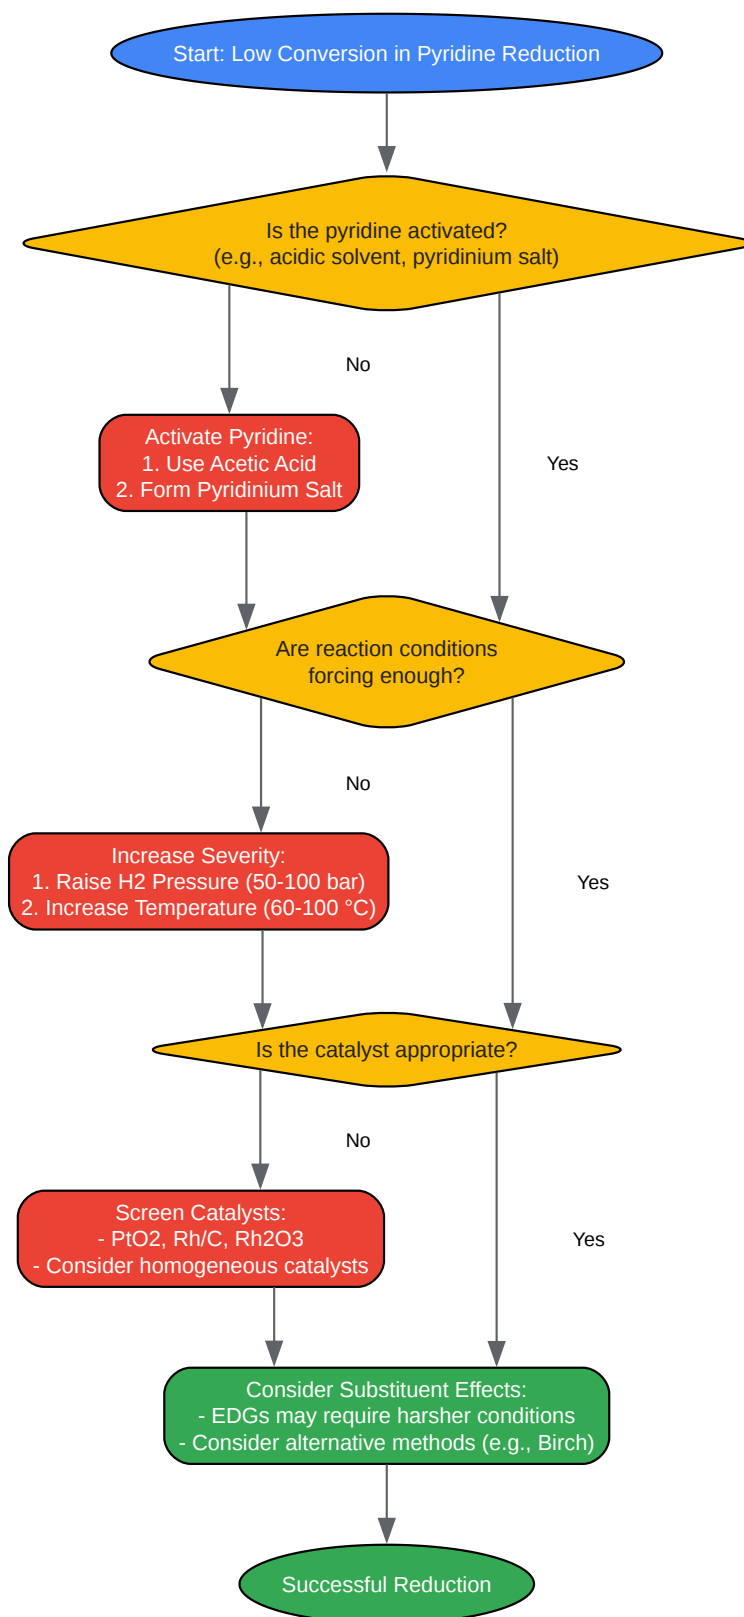 Start: Low Conversion in Pyridine Reduction
Is the pyridine activated?
(e.g., acidic solvent, pyridinium salt)
No
Activate Pyridine:
1. Use Acetic Acid
2. Form Pyridinium Salt
Yes
Are reaction conditions
forcing enough?
No
Increase Severity:
1. Raise H2 Pressure (50-100 bar)
2. Increase Temperature (60-100 °C)
Yes
Is the catalyst appropriate?
No
Screen Catalysts:
- PtO2, Rh/C, Rh2O3
- Consider homogeneous catalysts
Yes
Consider Substituent Effects:
- EDGs may require harsher conditions
- Consider alternative methods (e.g., Birch)
Successful Reduction